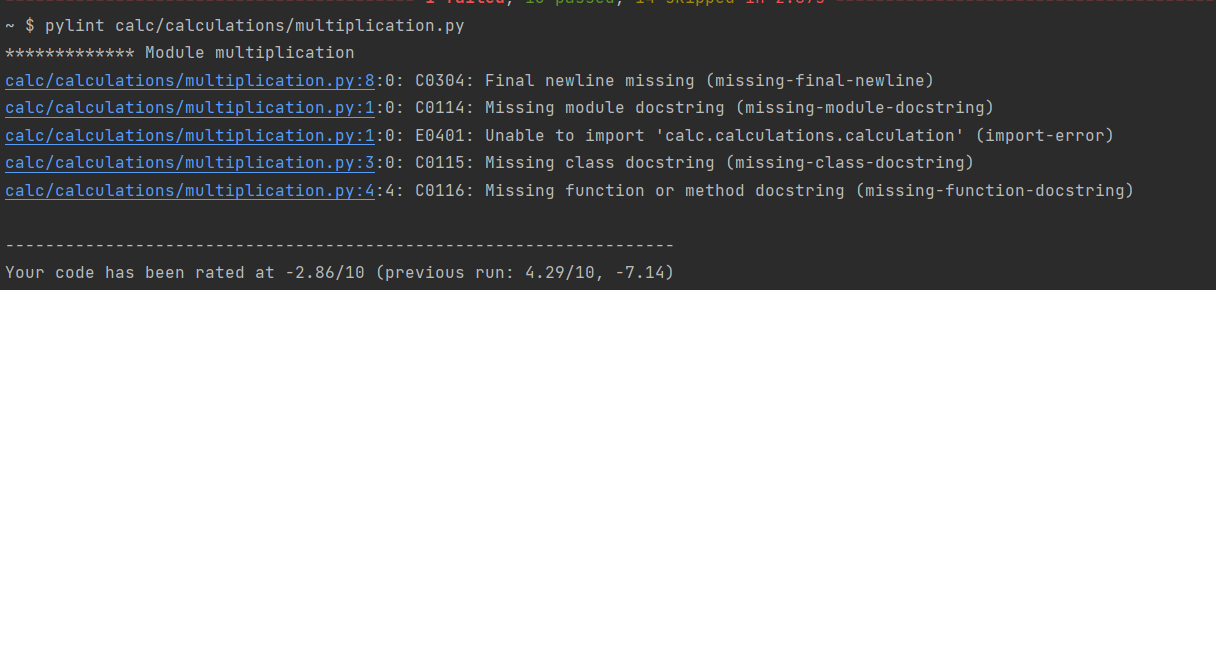 ~ $ pylint calc/calculations/multiplication.py
************* Module multiplication
calc/calculations/multiplication.py:8:0: C0304: Final newline missing (missing-final-newline)
calc/calculations/multiplication.py:1:0: C0114: Missing module docstring (missing-module-docstring)
calc/calculations/multiplication.py:1:0: E0401: Unable to import 'calc.calculations.calculation' (import-error)
calc/calculations/multiplication.py:3:0: C0115: Missing class docstring (missing-class-docstring)
calc/calculations/multiplication.py:4:4: C0116: Missing function or method docstring (missing-function-docstring)
-------------------------------------------------------------------
Your code has been rated at -2.86/10 (previous run: 4.29/10, -7.14)